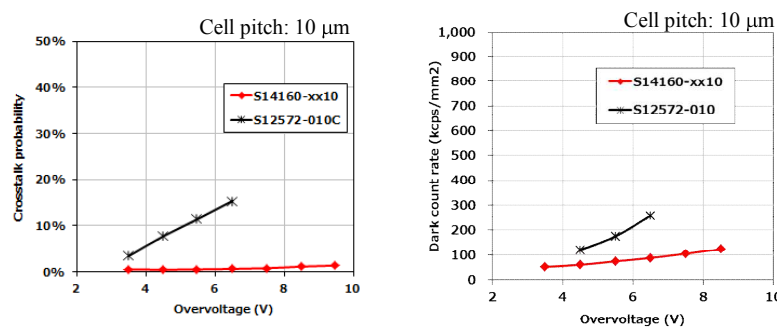 Cell pitch: 10 μm
50%
40%
30%
20%
10%
0%
Crosstalk probability
S14160-xx10
S12572-010C
2 4 6 8 10
Overvoltage (V)
Cell pitch: 10 μm
1,000
900
800
700
600
500
400
300
200
100
0
Dark count rate (kcps/mm2)
S14160-xx10
S12572-010
2 4 6 8 10
Overvoltage (V)